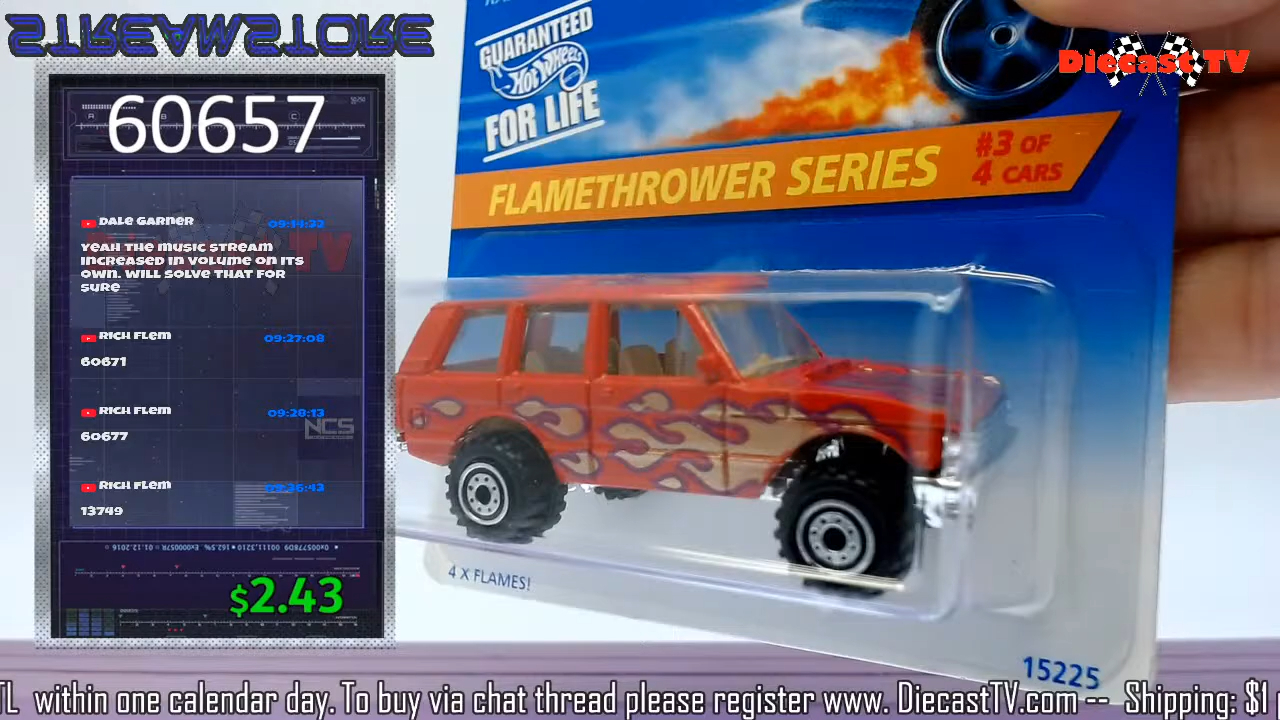 STREAMSTORE
60657
DALE GARNER 09:14:32
YEAH THE MUSIC STREAM
INCREASED IN VOLUME ON ITS
OWN. WILL SOLVE THAT FOR
SURE
RICH FLEM 09:27:08
60671
RICH FLEM 09:28:13
60677
NCS
RICH FLEM 09:36:43
13749
$2.43
GUARANTEED
HOT WHEELS
FOR LIFE
Diecast TV
FLAMETHROWER SERIES
#3 OF
4 CARS
4 X FLAMES!
15225
within one calendar day. To buy via chat thread please register www. DiecastTV.com -- Shipping: $1